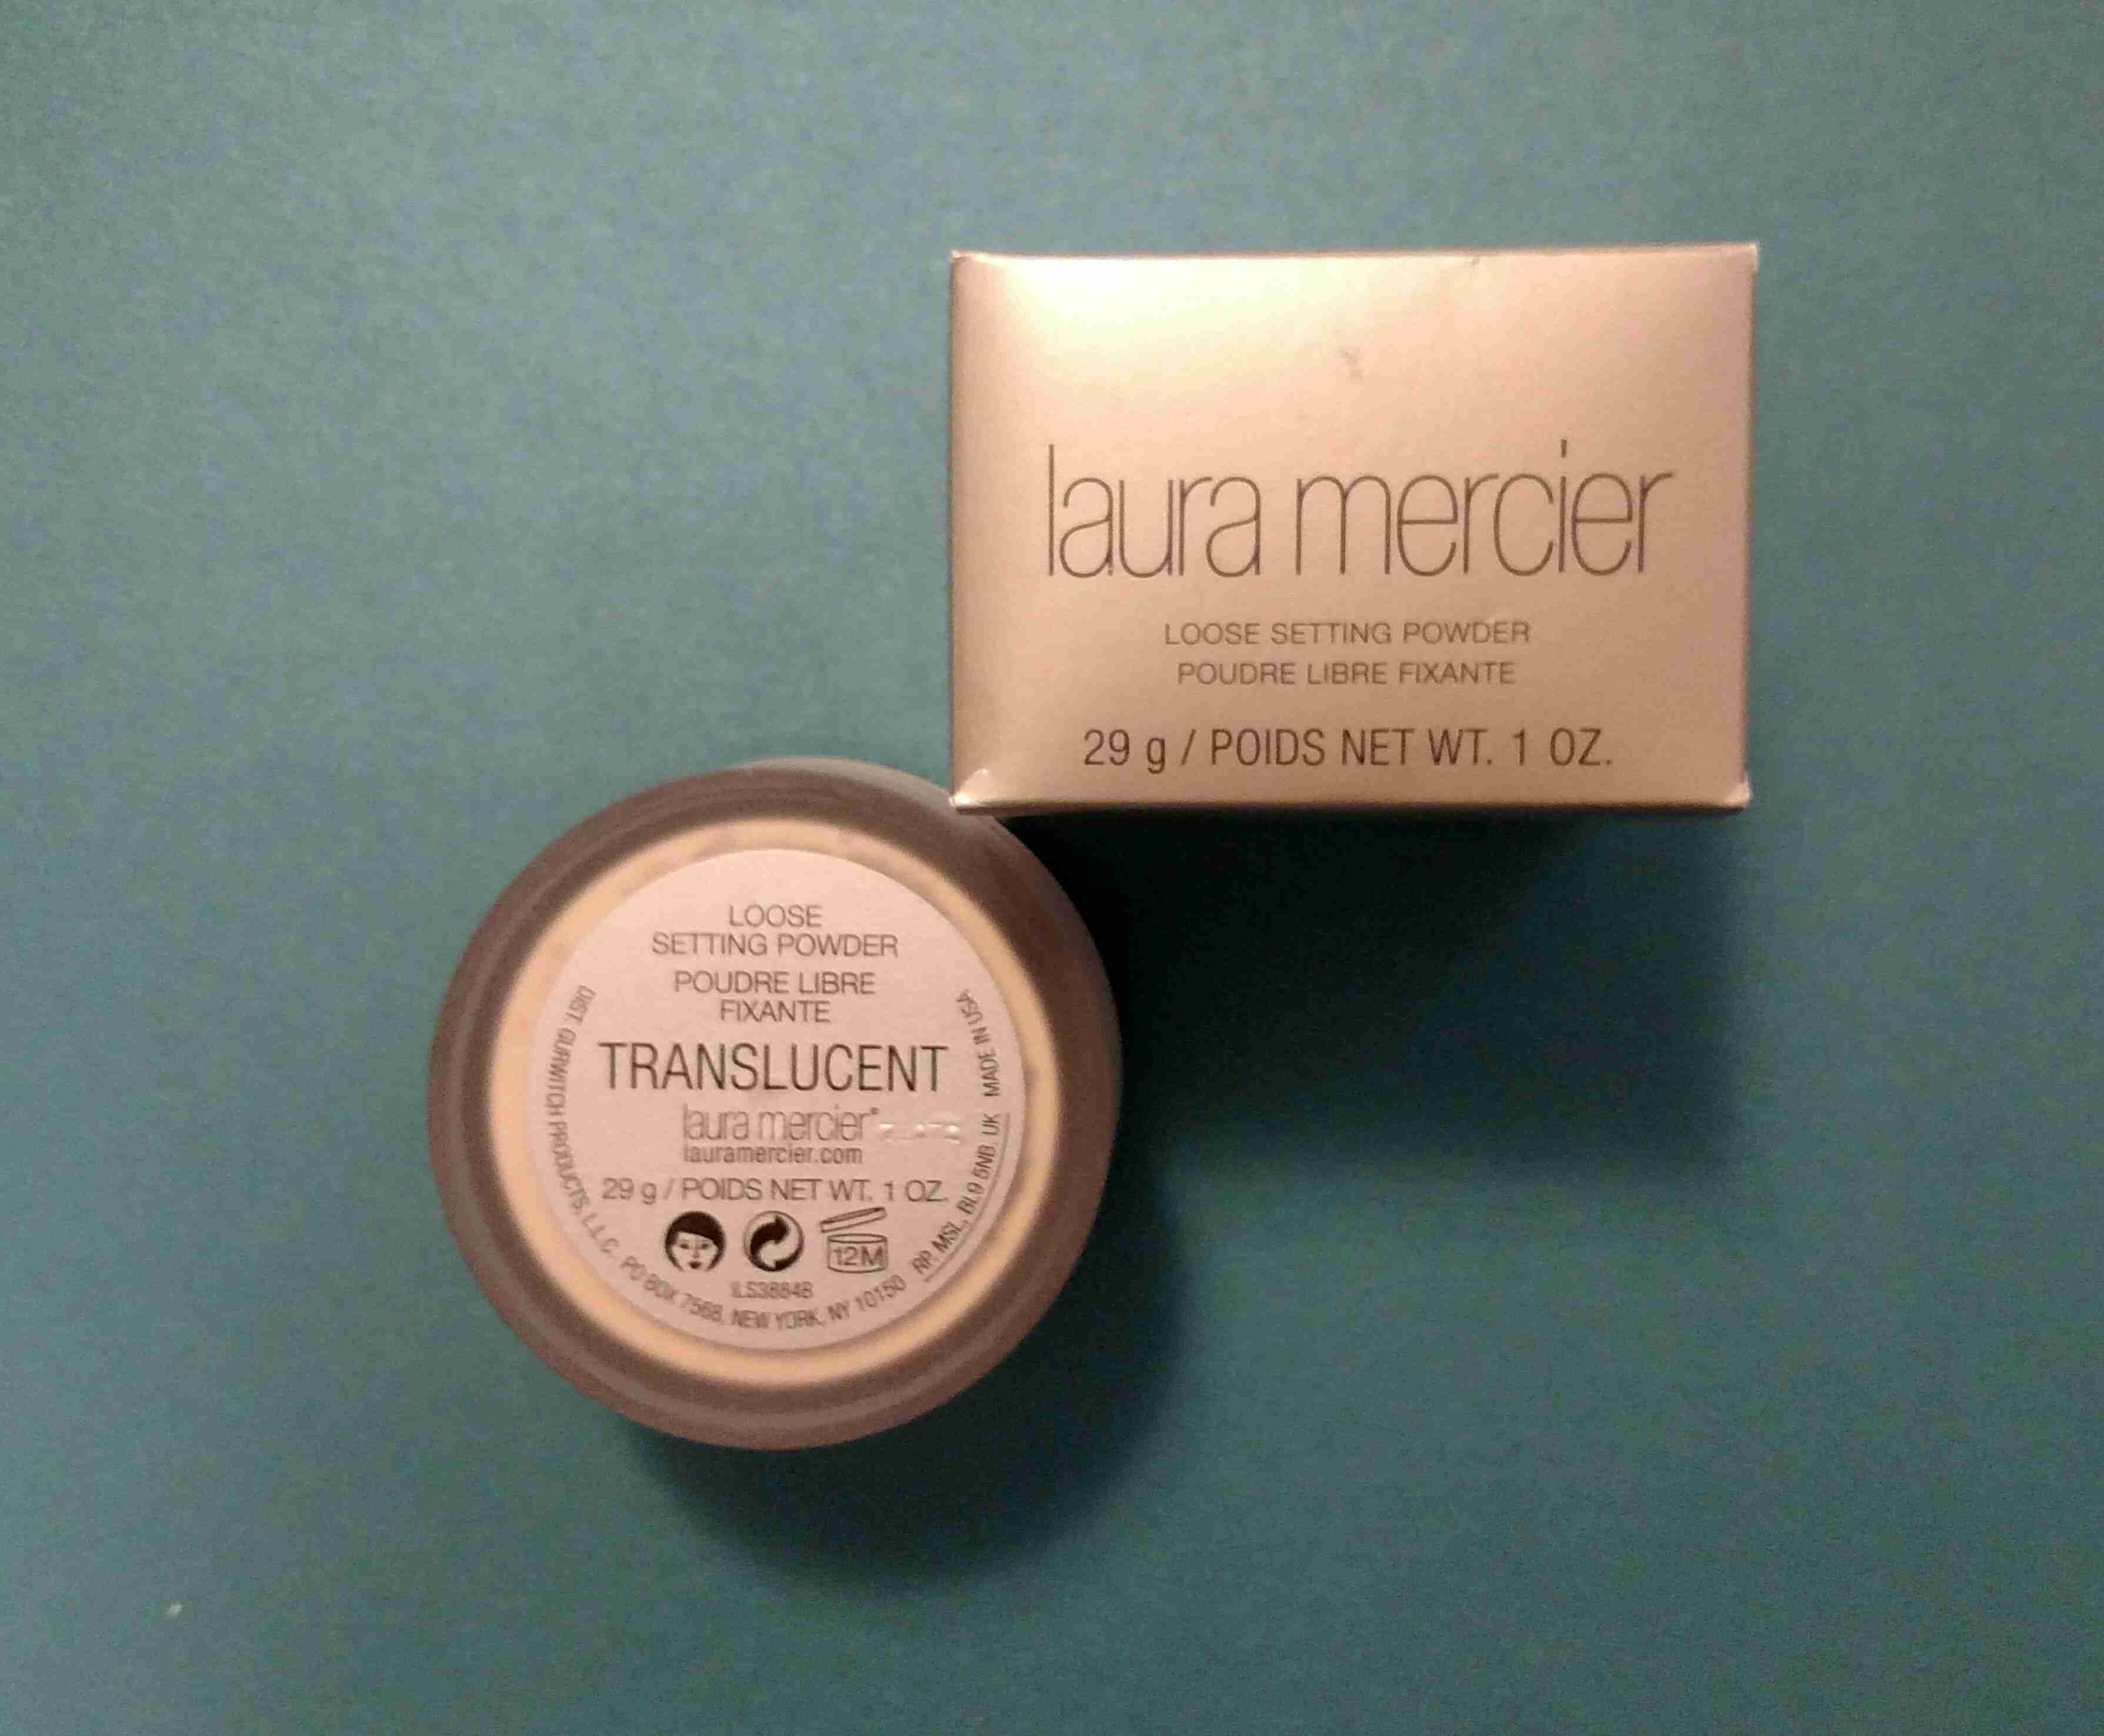 laura mercier
LOOSE SETTING POWDER
POUDRE LIBRE FIXANTE
29 g / POIDS NET WT. 1 OZ.
LOOSE
SETTING POWDER
POUDRE LIBRE
FIXANTE
TRANSLUCENT
laura mercier®
lauramercier.com
29 g / POIDS NET WT. 1 OZ.
12M
ILS38848
DIST. GURWITCH PRODUCTS, L.L.C. PO BOX 7568, NEW YORK, NY 10150 RP. MSL, BL9 5NB. UK MADE IN USA